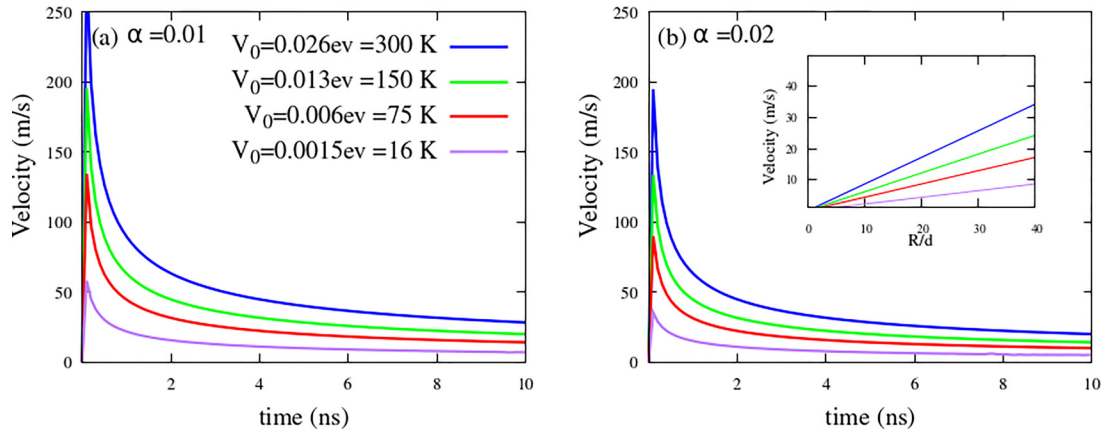 (a) α =0.01
V0=0.026ev =300 K
V0=0.013ev =150 K
V0=0.006ev =75 K
V0=0.0015ev =16 K
250
200
150
100
50
0
Velocity (m/s)
2 4 6 8 10
time (ns)
(b) α =0.02
250
200
150
100
50
0
Velocity (m/s)
2 4 6 8 10
time (ns)
40
30
20
10
Velocity (m/s)
0 10 20 30 40
R/d